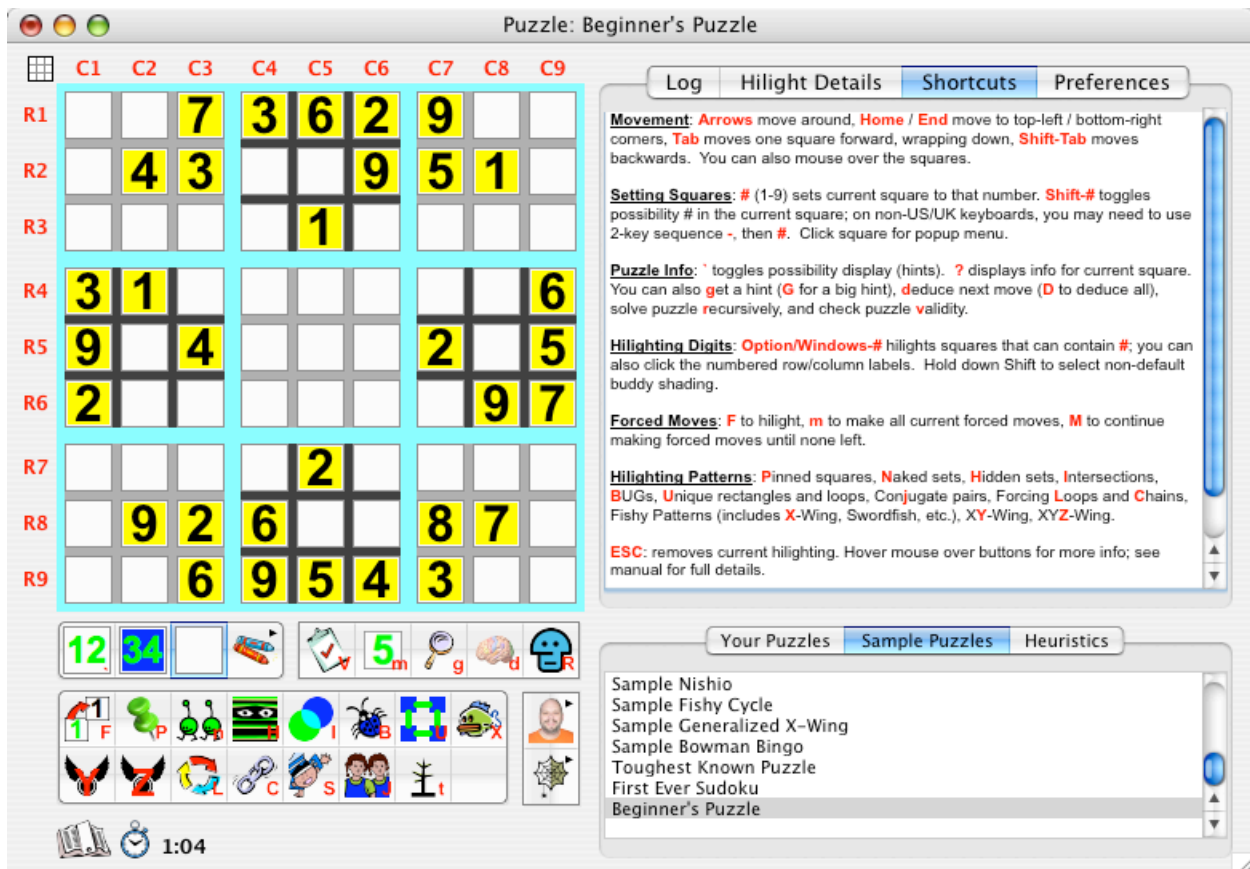 Puzzle: Beginner's Puzzle
C1 C2 C3 C4 C5 C6 C7 C8 C9
R1 7 3 6 2 9
R2 4 3 9 5 1
R3 1
R4 3 1 6
R5 9 4 2 5
R6 2 9 7
R7 2
R8 9 2 6 8 7
R9 6 9 5 4 3
12 34 v 5 m g d R
1 1 F P n H I B U X
Y Z L C S J t
1:04
Log Hilight Details Shortcuts Preferences
Movement: Arrows move around, Home / End move to top-left / bottom-right
corners, Tab moves one square forward, wrapping down, Shift-Tab moves
backwards. You can also mouse over the squares.
Setting Squares: # (1-9) sets current square to that number. Shift-# toggles
possibility # in the current square; on non-US/UK keyboards, you may need to use
2-key sequence -, then #. Click square for popup menu.
Puzzle Info: ` toggles possibility display (hints). ? displays info for current square.
You can also get a hint (G for a big hint), deduce next move (D to deduce all),
solve puzzle recursively, and check puzzle validity.
Hilighting Digits: Option/Windows-# hilights squares that can contain #; you can
also click the numbered row/column labels. Hold down Shift to select non-default
buddy shading.
Forced Moves: F to hilight, m to make all current forced moves, M to continue
making forced moves until none left.
Hilighting Patterns: Pinned squares, Naked sets, Hidden sets, Intersections,
BUGs, Unique rectangles and loops, Conjugate pairs, Forcing Loops and Chains,
Fishy Patterns (includes X-Wing, Swordfish, etc.), XY-Wing, XYZ-Wing.
ESC: removes current hilighting. Hover mouse over buttons for more info; see
manual for full details.
Your Puzzles Sample Puzzles Heuristics
Sample Nishio
Sample Fishy Cycle
Sample Generalized X-Wing
Sample Bowman Bingo
Toughest Known Puzzle
First Ever Sudoku
Beginner's Puzzle